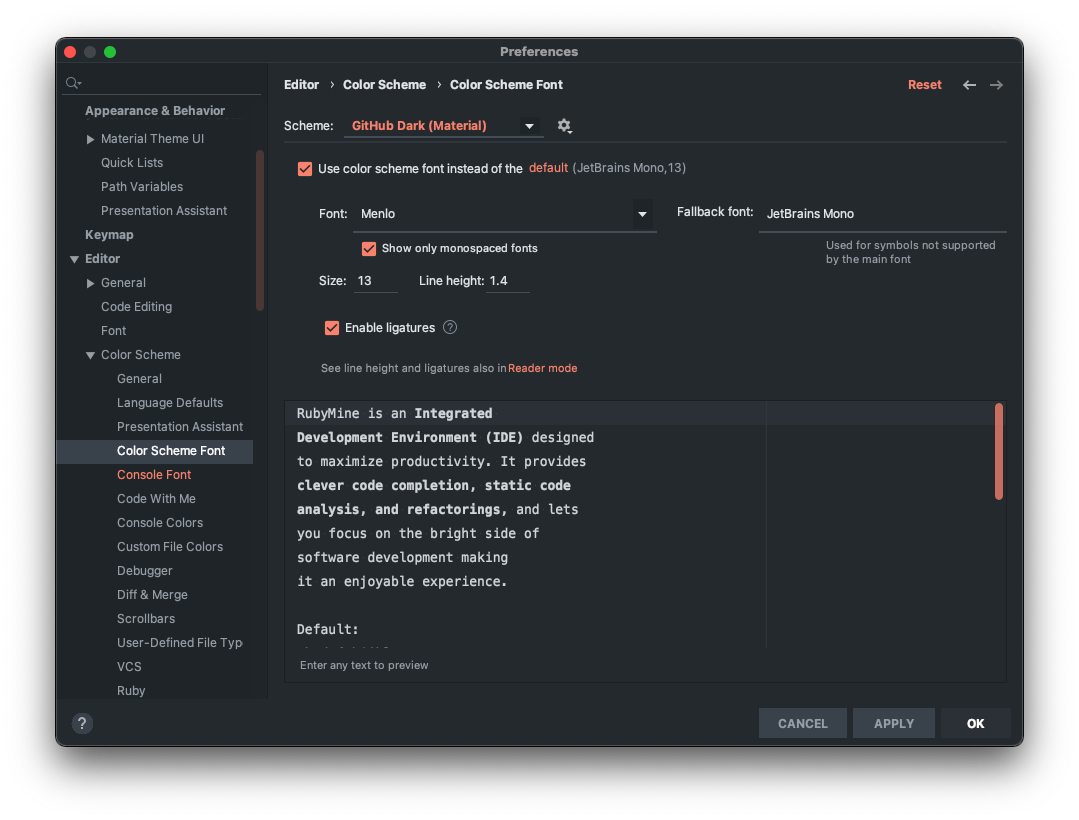 Preferences
Appearance & Behavior
Material Theme UI
Quick Lists
Path Variables
Presentation Assistant
Keymap
Editor
General
Code Editing
Font
Color Scheme
General
Language Defaults
Presentation Assistant
Color Scheme Font
Console Font
Code With Me
Console Colors
Custom File Colors
Debugger
Diff & Merge
Scrollbars
User-Defined File Typ
VCS
Ruby
Editor › Color Scheme › Color Scheme Font
Reset
Scheme: GitHub Dark (Material)
Use color scheme font instead of the default (JetBrains Mono,13)
Font: Menlo
Fallback font: JetBrains Mono
Show only monospaced fonts
Used for symbols not supported
by the main font
Size: 13 Line height: 1.4
Enable ligatures ?
See line height and ligatures also in Reader mode
RubyMine is an Integrated
Development Environment (IDE) designed
to maximize productivity. It provides
clever code completion, static code
analysis, and refactorings, and lets
you focus on the bright side of
software development making
it an enjoyable experience.
Default:
Enter any text to preview
?
CANCEL
APPLY
OK